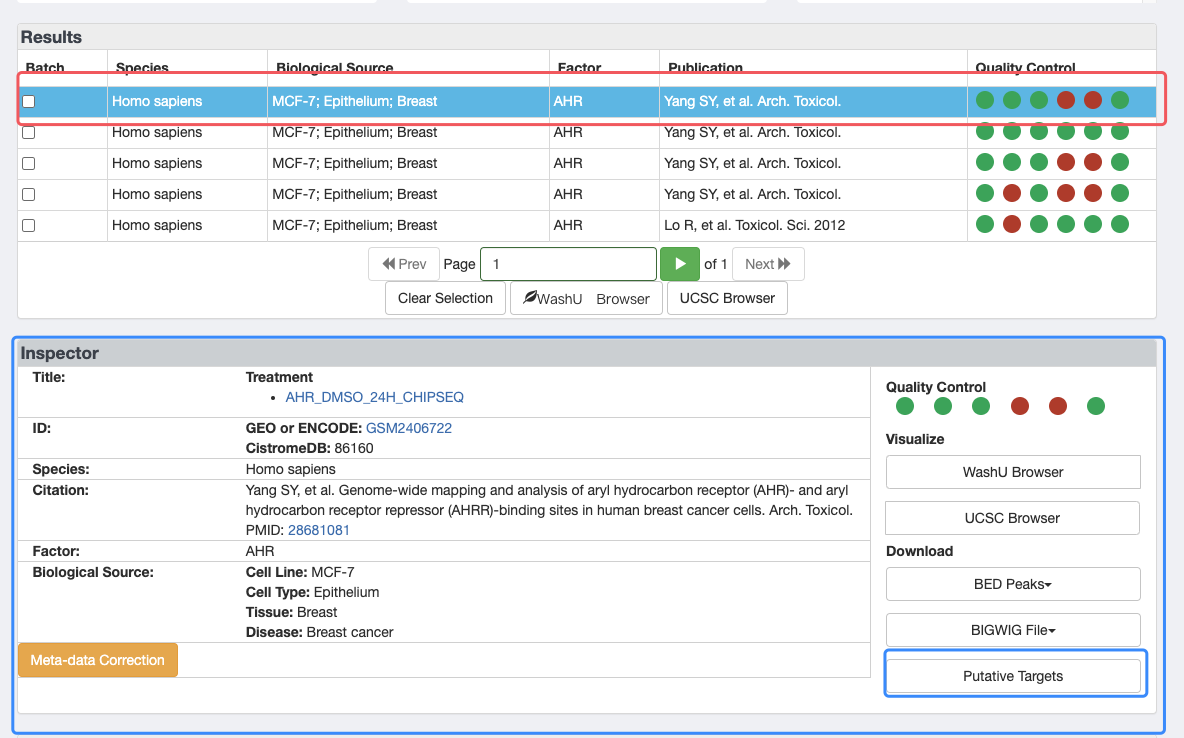 Results
Batch Species Biological Source Factor Publication Quality Control
Homo sapiens MCF-7; Epithelium; Breast AHR Yang SY, et al. Arch. Toxicol.
Homo sapiens MCF-7; Epithelium; Breast AHR Yang SY, et al. Arch. Toxicol.
Homo sapiens MCF-7; Epithelium; Breast AHR Yang SY, et al. Arch. Toxicol.
Homo sapiens MCF-7; Epithelium; Breast AHR Yang SY, et al. Arch. Toxicol.
Homo sapiens MCF-7; Epithelium; Breast AHR Lo R, et al. Toxicol. Sci. 2012
Prev Page 1 of 1 Next
Clear Selection WashU Browser UCSC Browser
Inspector
Title: Treatment
• AHR_DMSO_24H_CHIPSEQ
ID: GEO or ENCODE: GSM2406722
CistromeDB: 86160
Species: Homo sapiens
Citation: Yang SY, et al. Genome-wide mapping and analysis of aryl hydrocarbon receptor (AHR)- and aryl
hydrocarbon receptor repressor (AHRR)-binding sites in human breast cancer cells. Arch. Toxicol.
PMID: 28681081
Factor: AHR
Biological Source: Cell Line: MCF-7
Cell Type: Epithelium
Tissue: Breast
Disease: Breast cancer
Meta-data Correction
Quality Control
Visualize
WashU Browser
UCSC Browser
Download
BED Peaks
BIGWIG File
Putative Targets